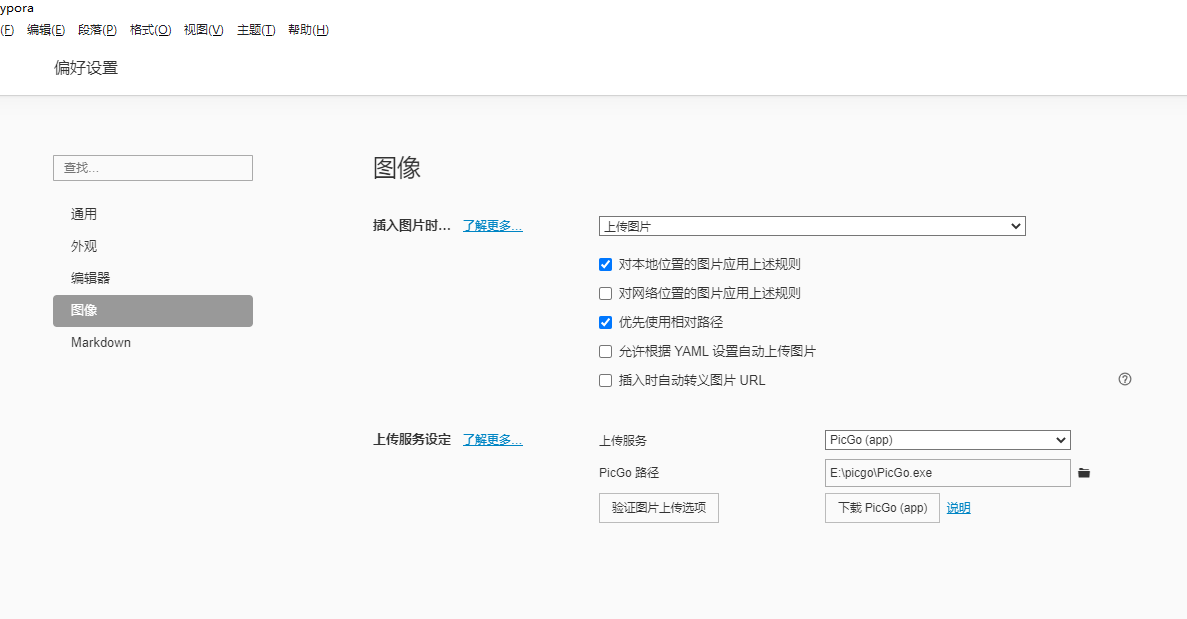 ypora
(F) 编辑(E) 段落(P) 格式(O) 视图(V) 主题(T) 帮助(H)
偏好设置
查找...
通用
外观
编辑器
图像
Markdown
图像
插入图片时... 了解更多...
上传图片
对本地位置的图片应用上述规则
对网络位置的图片应用上述规则
优先使用相对路径
允许根据 YAML 设置自动上传图片
插入时自动转义图片 URL
上传服务设定 了解更多...
上传服务 PicGo (app)
PicGo 路径 E:\picgo\PicGo.exe
验证图片上传选项 下载 PicGo (app) 说明